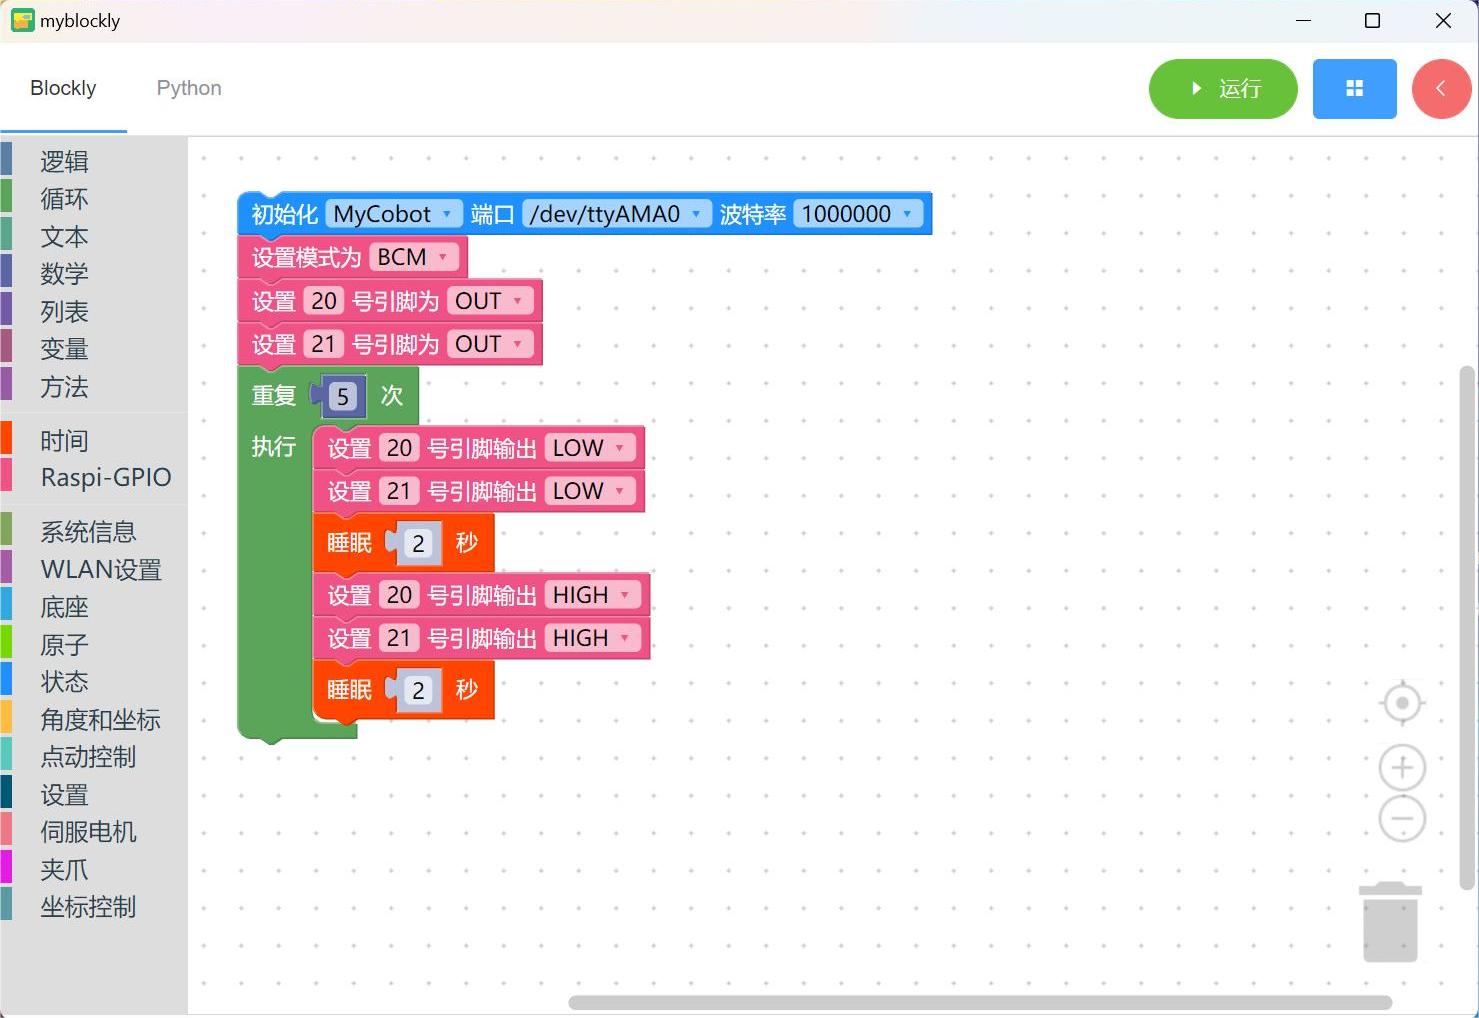 myblockly
Blockly Python 运行
逻辑
循环
文本
数学
列表
变量
方法
时间
Raspi-GPIO
系统信息
WLAN设置
底座
原子
状态
角度和坐标
点动控制
设置
伺服电机
夹爪
坐标控制
初始化 MyCobot 端口 /dev/ttyAMA0 波特率 1000000
设置模式为 BCM
设置 20 号引脚为 OUT
设置 21 号引脚为 OUT
重复 5 次
执行 设置 20 号引脚输出 LOW
设置 21 号引脚输出 LOW
睡眠 2 秒
设置 20 号引脚输出 HIGH
设置 21 号引脚输出 HIGH
睡眠 2 秒